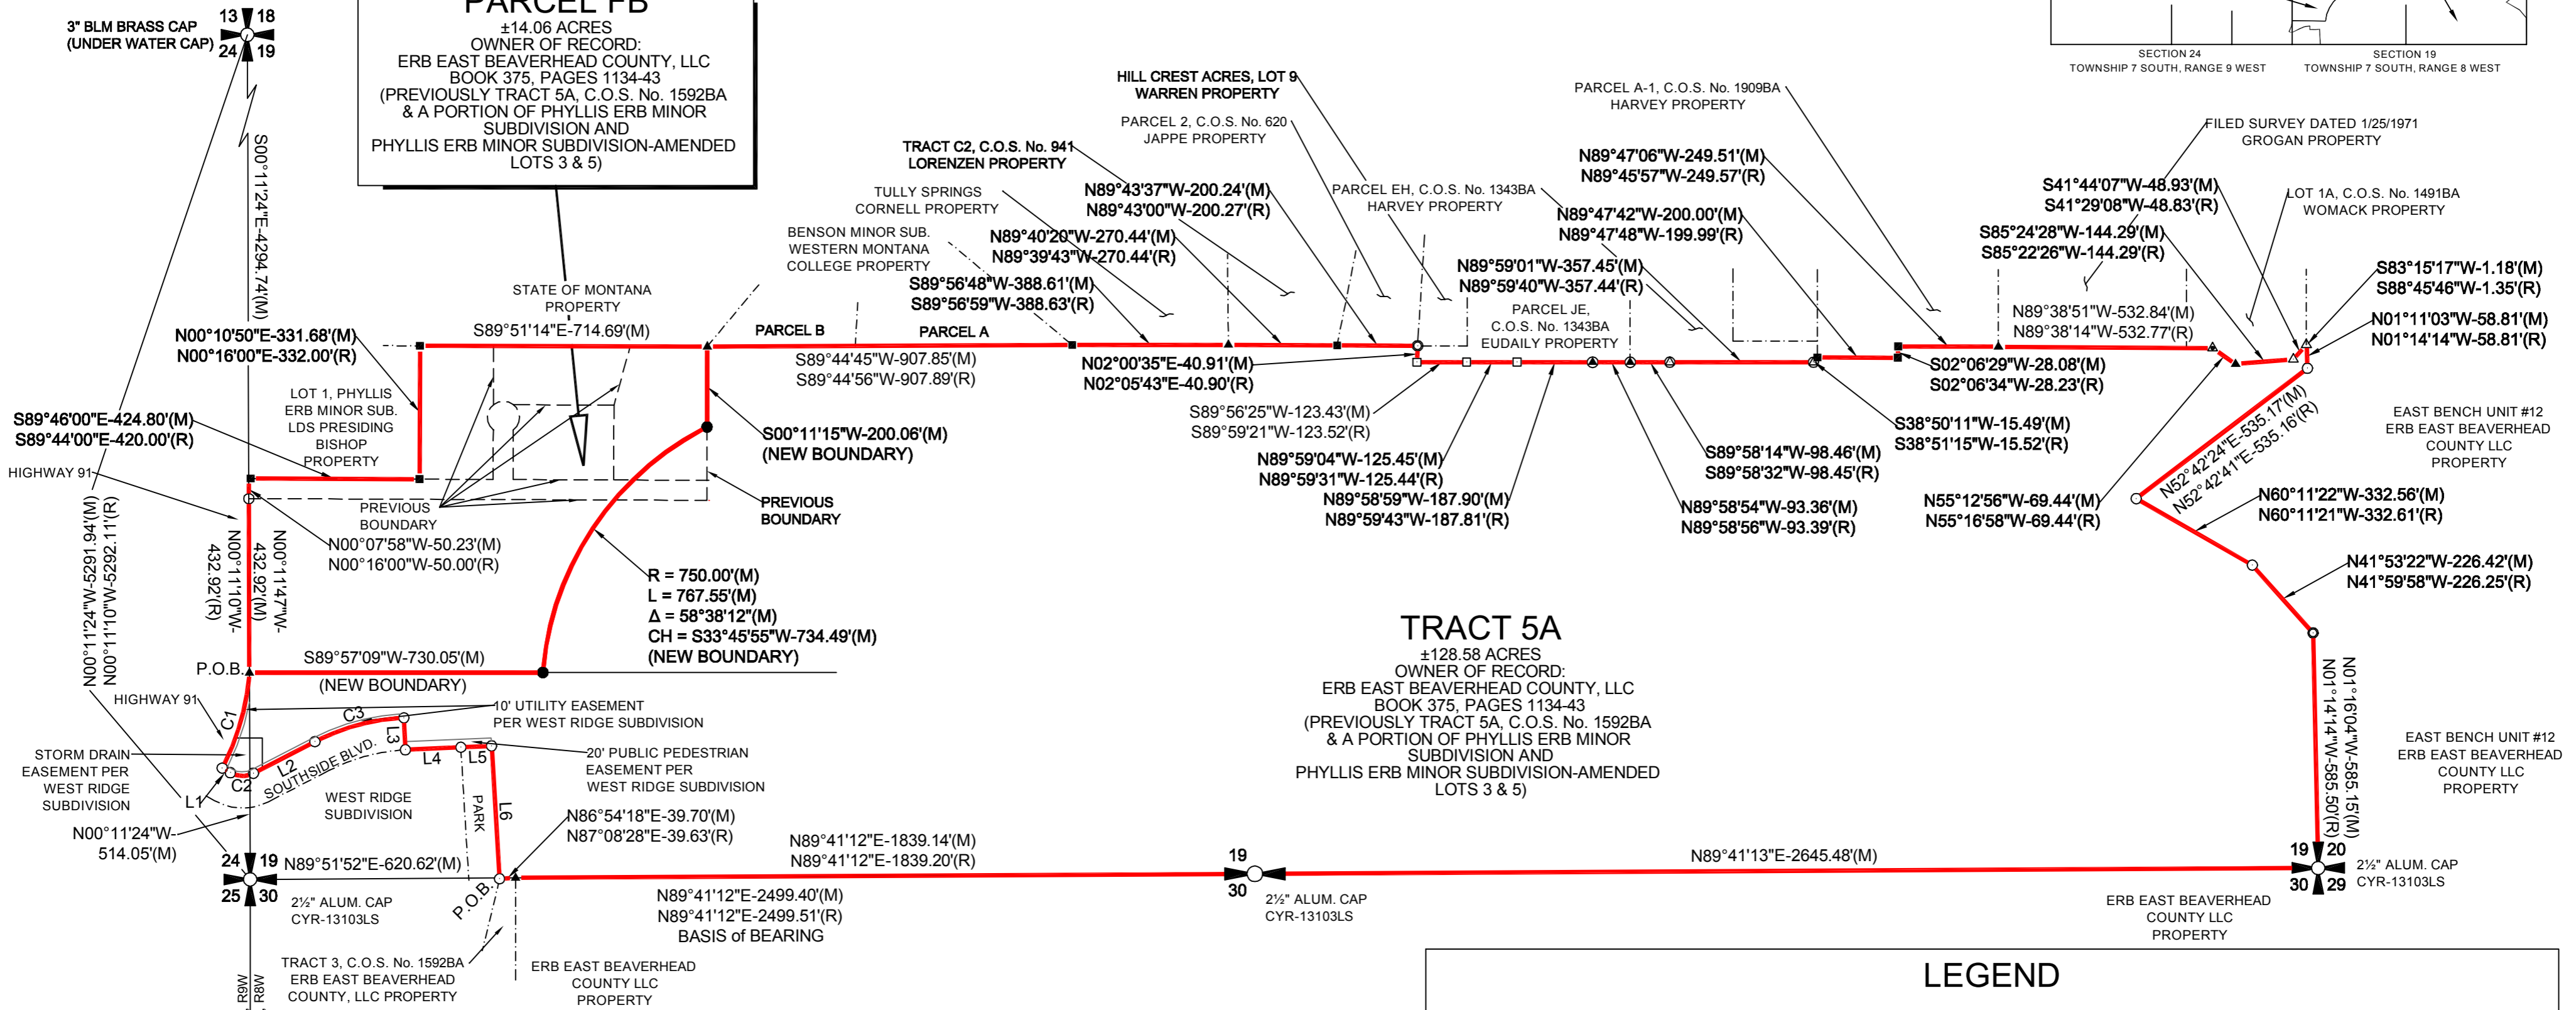 13 18
24 19
3" BLM BRASS CAP
(UNDER WATER CAP)
PARCEL FB
±14.06 ACRES
OWNER OF RECORD:
ERB EAST BEAVERHEAD COUNTY, LLC
BOOK 375, PAGES 1134-43
(PREVIOUSLY TRACT 5A, C.O.S. No. 1592BA
& A PORTION OF PHYLLIS ERB MINOR
SUBDIVISION AND
PHYLLIS ERB MINOR SUBDIVISION-AMENDED
LOTS 3 & 5)
SECTION 24
TOWNSHIP 7 SOUTH, RANGE 9 WEST
SECTION 19
TOWNSHIP 7 SOUTH, RANGE 8 WEST
HILL CREST ACRES, LOT 9
WARREN PROPERTY
PARCEL 2, C.O.S. No. 620
JAPPE PROPERTY
PARCEL A-1, C.O.S. No. 1909BA
HARVEY PROPERTY
FILED SURVEY DATED 1/25/1971
GROGAN PROPERTY
TRACT C2, C.O.S. No. 941
LORENZEN PROPERTY
TULLY SPRINGS
CORNELL PROPERTY
BENSON MINOR SUB.
WESTERN MONTANA
COLLEGE PROPERTY
PARCEL EH, C.O.S. No. 1343BA
HARVEY PROPERTY
LOT 1A, C.O.S. No. 1491BA
WOMACK PROPERTY
N89°43'37"W-200.24'(M)
N89°43'00"W-200.27'(R)
N89°40'20"W-270.44'(M)
N89°39'43"W-270.44'(R)
S89°56'48"W-388.61'(M)
S89°56'59"W-388.63'(R)
N89°47'06"W-249.51'(M)
N89°45'57"W-249.57'(R)
N89°47'42"W-200.00'(M)
N89°47'48"W-199.99'(R)
N89°59'01"W-357.45'(M)
N89°59'40"W-357.44'(R)
S41°44'07"W-48.93'(M)
S41°29'08"W-48.83'(R)
S85°24'28"W-144.29'(M)
S85°22'26"W-144.29'(R)
S83°15'17"W-1.18'(M)
S88°45'46"W-1.35'(R)
N01°11'03"W-58.81'(M)
N01°14'14"W-58.81'(R)
N89°38'51"W-532.84'(M)
N89°38'14"W-532.77'(R)
S00°11'24"E-4294.74'(M)
STATE OF MONTANA
PROPERTY
S89°51'14"E-714.69'(M)
N00°10'50"E-331.68'(M)
N00°16'00"E-332.00'(R)
PARCEL B
PARCEL A
S89°44'45"W-907.85'(M)
S89°44'56"W-907.89'(R)
PARCEL JE,
C.O.S. No. 1343BA
EUDAILY PROPERTY
N02°00'35"E-40.91'(M)
N02°05'43"E-40.90'(R)
S02°06'29"W-28.08'(M)
S02°06'34"W-28.23'(R)
LOT 1, PHYLLIS
ERB MINOR SUB.
LDS PRESIDING
BISHOP
PROPERTY
S89°46'00"E-424.80'(M)
S89°44'00"E-420.00'(R)
HIGHWAY 91
S00°11'15"W-200.06'(M)
(NEW BOUNDARY)
S89°56'25"W-123.43'(M)
S89°59'21"W-123.52'(R)
N89°59'04"W-125.45'(M)
N89°59'31"W-125.44'(R)
N89°58'59"W-187.90'(M)
N89°59'43"W-187.81'(R)
S38°50'11"W-15.49'(M)
S38°51'15"W-15.52'(R)
S89°58'14"W-98.46'(M)
S89°58'32"W-98.45'(R)
N89°58'54"W-93.36'(M)
N89°58'56"W-93.39'(R)
N55°12'56"W-69.44'(M)
N55°16'58"W-69.44'(R)
N52°42'24"E-535.17'(M)
N52°42'41"E-535.16'(R)
EAST BENCH UNIT #12
ERB EAST BEAVERHEAD
COUNTY LLC
PROPERTY
N60°11'22"W-332.56'(M)
N60°11'21"W-332.61'(R)
N41°53'22"W-226.42'(M)
N41°59'58"W-226.25'(R)
PREVIOUS
BOUNDARY
PREVIOUS
BOUNDARY
N00°07'58"W-50.23'(M)
N00°16'00"W-50.00'(R)
N00°11'24"W-5291.94'(M)
N00°11'10"W-5292.11'(R)
N00°11'10"W-
432.92'(R)
N00°11'47"W-
432.92'(M)
R = 750.00'(M)
L = 767.55'(M)
Δ = 58°38'12"(M)
CH = S33°45'55"W-734.49'(M)
(NEW BOUNDARY)
P.O.B.
S89°57'09"W-730.05'(M)
(NEW BOUNDARY)
TRACT 5A
±128.58 ACRES
OWNER OF RECORD:
ERB EAST BEAVERHEAD COUNTY, LLC
BOOK 375, PAGES 1134-43
(PREVIOUSLY TRACT 5A, C.O.S. No. 1592BA
& A PORTION OF PHYLLIS ERB MINOR
SUBDIVISION AND
PHYLLIS ERB MINOR SUBDIVISION-AMENDED
LOTS 3 & 5)
N01°16'04"W-585.15'(M)
N01°14'14"W-585.50'(R)
EAST BENCH UNIT #12
ERB EAST BEAVERHEAD
COUNTY LLC
PROPERTY
HIGHWAY 91
C1
C3
10' UTILITY EASEMENT
PER WEST RIDGE SUBDIVISION
STORM DRAIN
EASEMENT PER
WEST RIDGE
SUBDIVISION
L1
C2
L2
SOUTHSIDE BLVD.
L3
L4
L5
20' PUBLIC PEDESTRIAN
EASEMENT PER
WEST RIDGE SUBDIVISION
WEST RIDGE
SUBDIVISION
PARK
L6
N86°54'18"E-39.70'(M)
N87°08'28"E-39.63'(R)
N00°11'24"W-
514.05'(M)
24 19
25 30
N89°51'52"E-620.62'(M)
2½" ALUM. CAP
CYR-13103LS
P.O.B.
N89°41'12"E-1839.14'(M)
N89°41'12"E-1839.20'(R)
N89°41'12"E-2499.40'(M)
N89°41'12"E-2499.51'(R)
BASIS of BEARING
19
30
2½" ALUM. CAP
CYR-13103LS
N89°41'13"E-2645.48'(M)
19 20
30 29
2½" ALUM. CAP
CYR-13103LS
ERB EAST BEAVERHEAD
COUNTY LLC
PROPERTY
TRACT 3, C.O.S. No. 1592BA
ERB EAST BEAVERHEAD
COUNTY, LLC PROPERTY
ERB EAST BEAVERHEAD
COUNTY LLC
PROPERTY
R9W
R8W
LEGEND